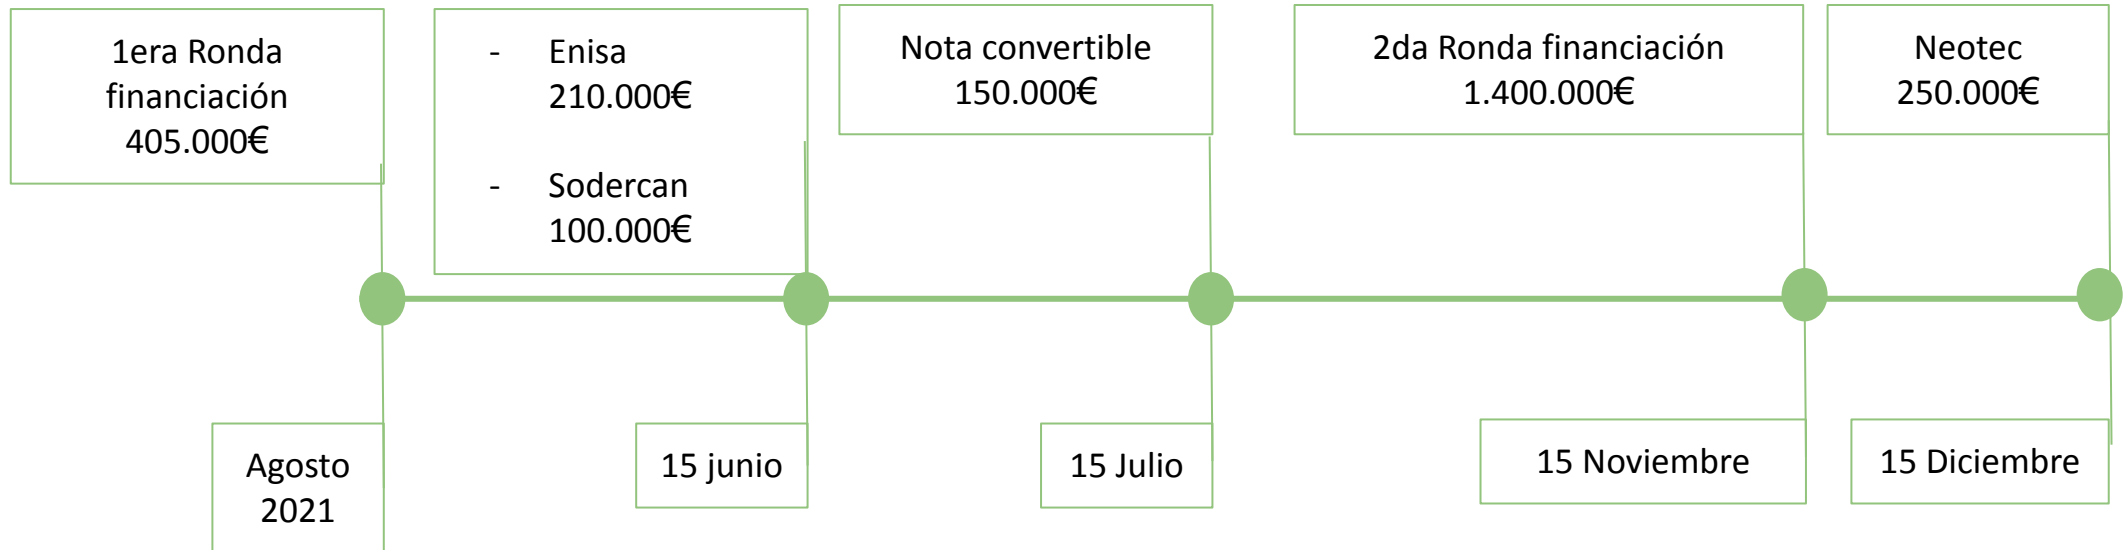 1era Ronda
financiación
405.000€
- Enisa
210.000€
- Sodercan
100.000€
Nota convertible
150.000€
2da Ronda financiación
1.400.000€
Neotec
250.000€
Agosto
2021
15 junio
15 Julio
15 Noviembre
15 Diciembre